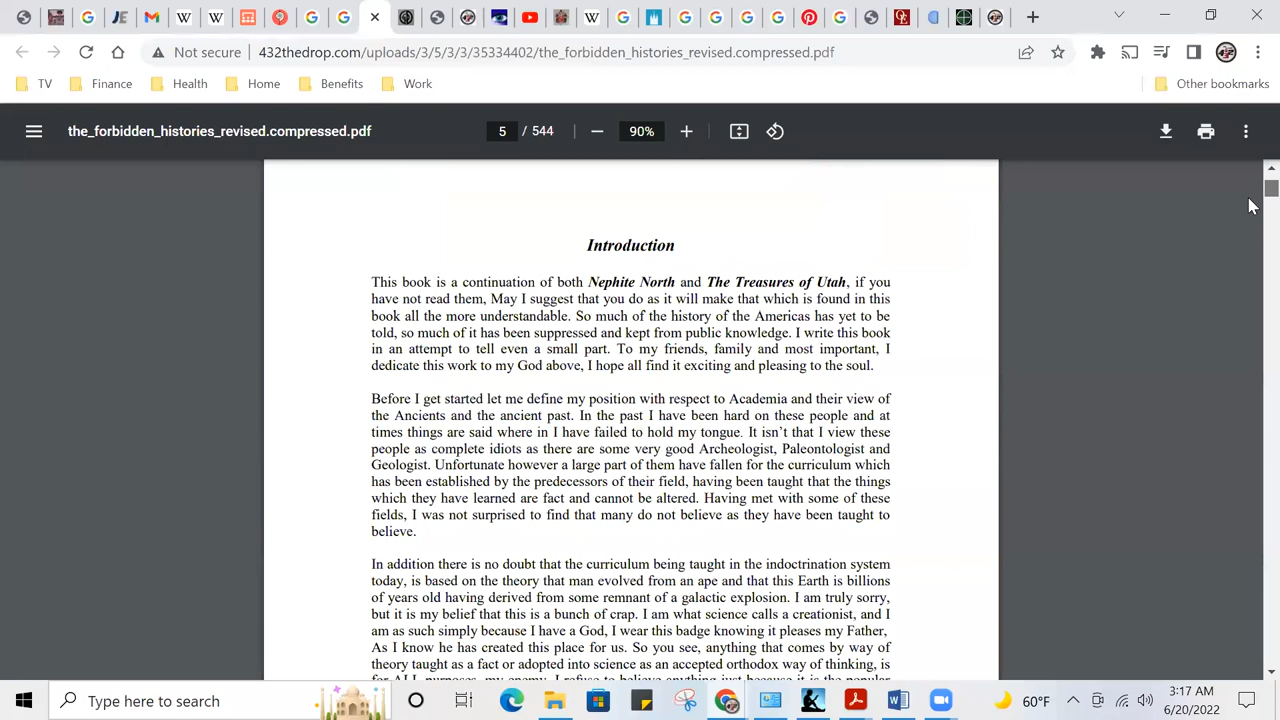 Not secure
432thedrop.com/uploads/3/5/3/3/35334402/the_forbidden_histories_revised.compressed.pdf
TV
Finance
Health
Home
Benefits
Work
Other bookmarks
the_forbidden_histories_revised.compressed.pdf
5 / 544
90%
Introduction
This book is a continuation of both Nephite North and The Treasures of Utah, if you
have not read them, May I suggest that you do as it will make that which is found in this
book all the more understandable. So much of the history of the Americas has yet to be
told, so much of it has been suppressed and kept from public knowledge. I write this book
in an attempt to tell even a small part. To my friends, family and most important, I
dedicate this work to my God above, I hope all find it exciting and pleasing to the soul.
Before I get started let me define my position with respect to Academia and their view of
the Ancients and the ancient past. In the past I have been hard on these people and at
times things are said where in I have failed to hold my tongue. It isn't that I view these
people as complete idiots as there are some very good Archeologist, Paleontologist and
Geologist. Unfortunate however a large part of them have fallen for the curriculum which
has been established by the predecessors of their field, having been taught that the things
which they have learned are fact and cannot be altered. Having met with some of these
fields, I was not surprised to find that many do not believe as they have been taught to
believe.
In addition there is no doubt that the curriculum being taught in the indoctrination system
today, is based on the theory that man evolved from an ape and that this Earth is billions
of years old having derived from some remnant of a galactic explosion. I am truly sorry,
but it is my belief that this is a bunch of crap. I am what science calls a creationist, and I
am as such simply because I have a God, I wear this badge knowing it pleases my Father,
As I know he has created this place for us. So you see, anything that comes by way of
theory taught as a fact or adopted into science as an accepted orthodox way of thinking, is
for ALL purposes, my enemy. I refuse to believe anything just because it is the popular
Type here to search
60°F
3:17 AM
6/20/2022